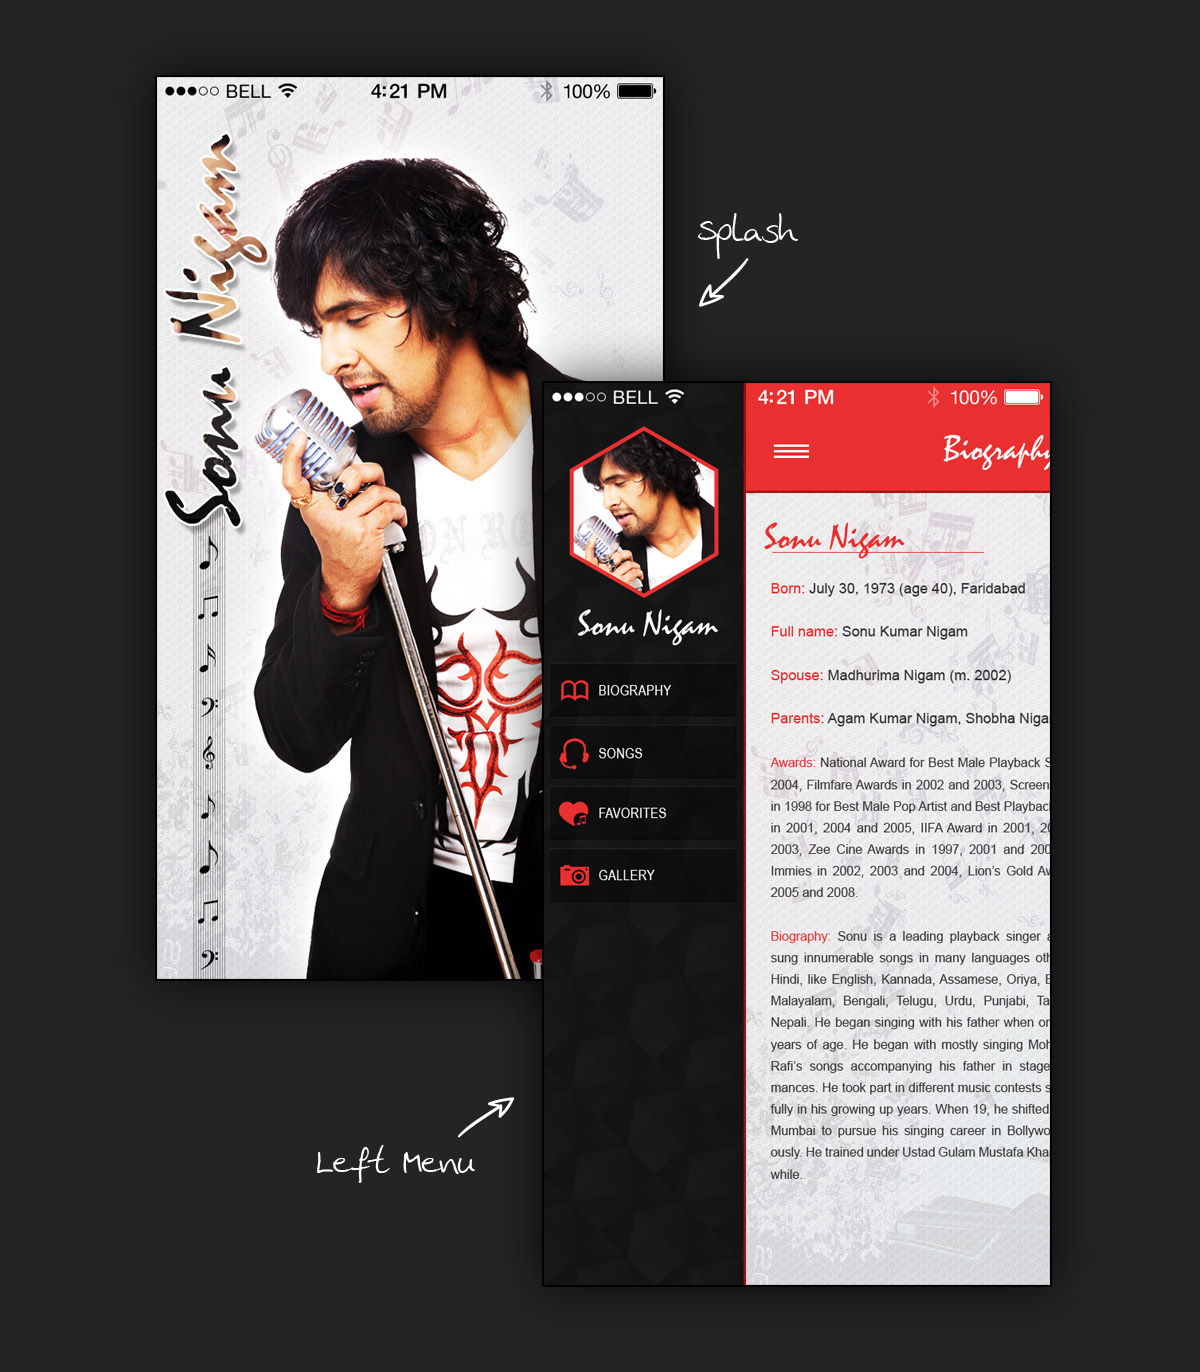 BELL 4:21 PM 100%
Sonu Nigam
Splash
BELL
4:21 PM 100%
Biography
Sonu Nigam
BIOGRAPHY
SONGS
FAVORITES
GALLERY
Sonu Nigam
Born: July 30, 1973 (age 40), Faridabad
Full name: Sonu Kumar Nigam
Spouse: Madhurima Nigam (m. 2002)
Parents: Agam Kumar Nigam, Shobha Niga
Awards: National Award for Best Male Playback S
2004, Filmfare Awards in 2002 and 2003, Screen
in 1998 for Best Male Pop Artist and Best Playbac
in 2001, 2004 and 2005, IIFA Award in 2001, 20
2003, Zee Cine Awards in 1997, 2001 and 200
Immies in 2002, 2003 and 2004, Lion's Gold Aw
2005 and 2008.
Biography: Sonu is a leading playback singer a
sung innumerable songs in many languages oth
Hindi, like English, Kannada, Assamese, Oriya, B
Malayalam, Bengali, Telugu, Urdu, Punjabi, Ta
Nepali. He began singing with his father when on
years of age. He began with mostly singing Moh
Rafi's songs accompanying his father in stage
mances. He took part in different music contests s
fully in his growing up years. When 19, he shifted
Mumbai to pursue his singing career in Bollywo
ously. He trained under Ustad Gulam Mustafa Kha
while.
Left Menu